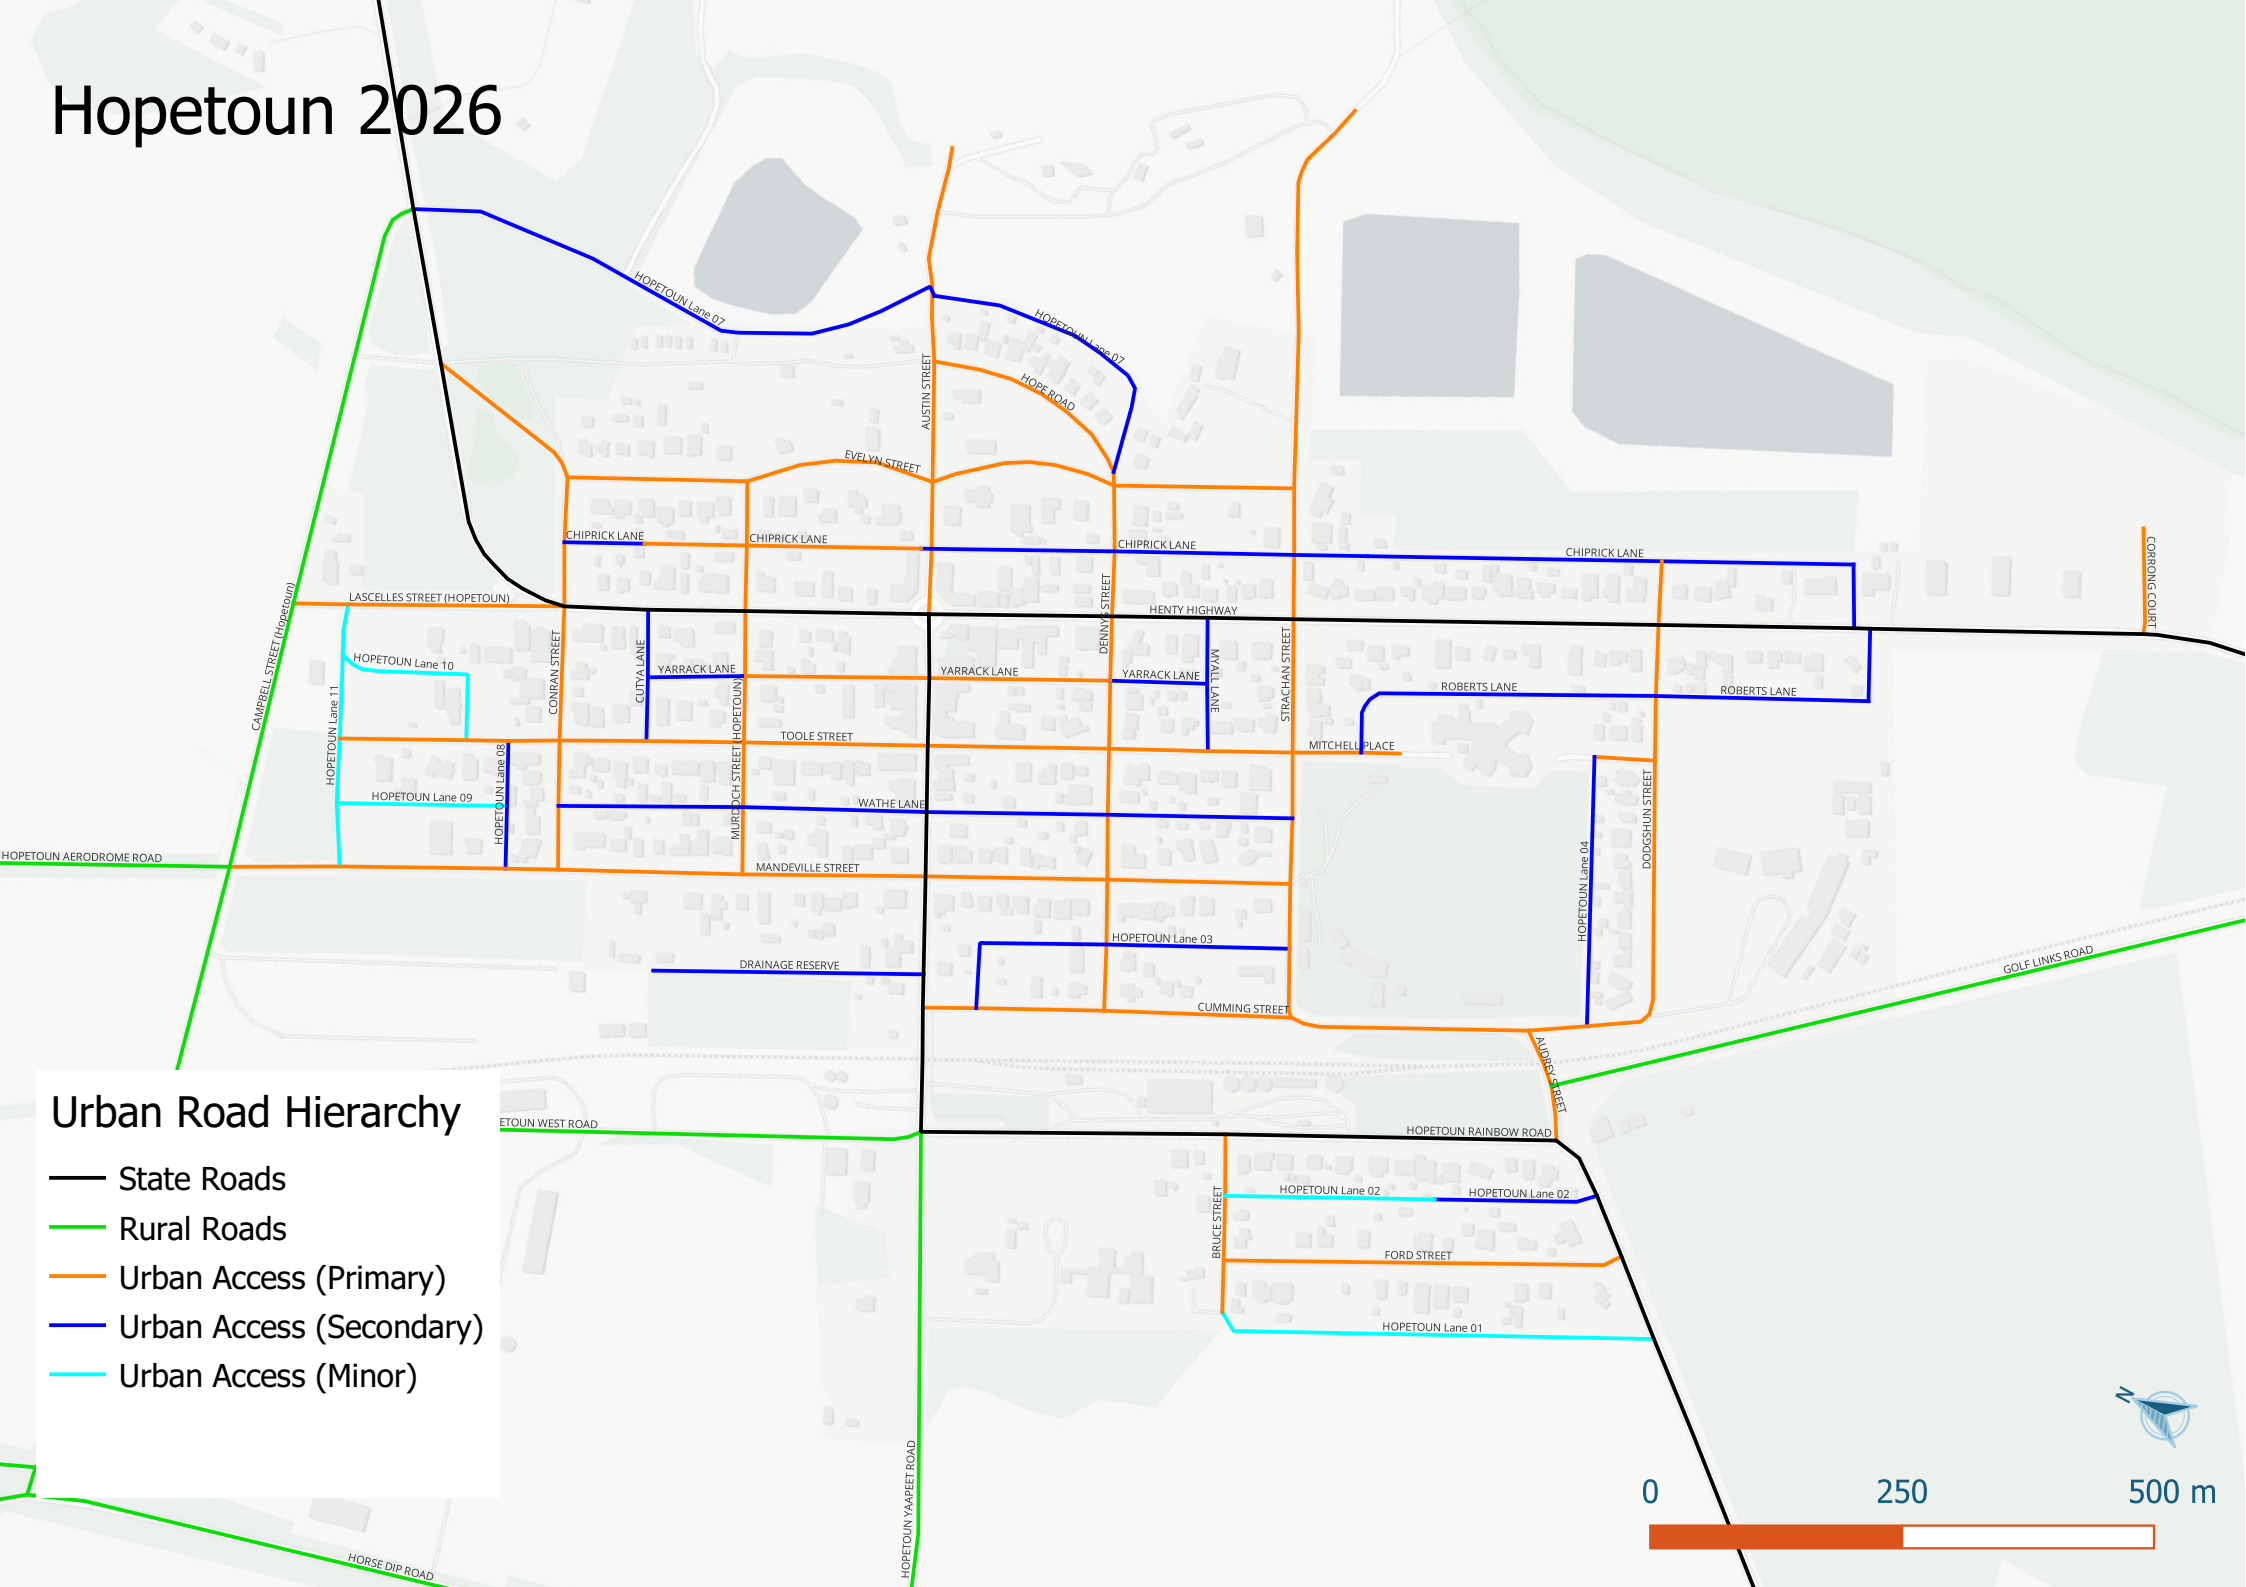 Hopetoun 2026
HOPETOUN Lane 07
HOPETOUN Lane 07
AUSTIN STREET
HOPE ROAD
EVELYN STREET
CHIPRICK LANE
CHIPRICK LANE
CHIPRICK LANE
CHIPRICK LANE
CORRONG COURT
LASCELLES STREET (HOPETOUN)
CAMPBELL STREET (Hopetoun)
DENNYS STREET
HENTY HIGHWAY
HOPETOUN Lane 10
HOPETOUN Lane 11
CONRAN STREET
CUTYA LANE
YARRACK LANE
MURDOCH STREET (HOPETOUN)
YARRACK LANE
YARRACK LANE
MYALL LANE
STRACHAN STREET
ROBERTS LANE
ROBERTS LANE
TOOLE STREET
MITCHELL PLACE
HOPETOUN Lane 08
HOPETOUN Lane 09
WATHE LANE
DODGSHUN STREET
HOPETOUN Lane 04
HOPETOUN AERODROME ROAD
MANDEVILLE STREET
HOPETOUN Lane 03
DRAINAGE RESERVE
GOLF LINKS ROAD
CUMMING STREET
AUDREY STREET
ETOUN WEST ROAD
HOPETOUN RAINBOW ROAD
HOPETOUN Lane 02
HOPETOUN Lane 02
BRUCE STREET
FORD STREET
HOPETOUN Lane 01
HOPETOUN YAAPEET ROAD
HORSE DIP ROAD
Urban Road Hierarchy
State Roads
Rural Roads
Urban Access (Primary)
Urban Access (Secondary)
Urban Access (Minor)
N
0 250 500 m